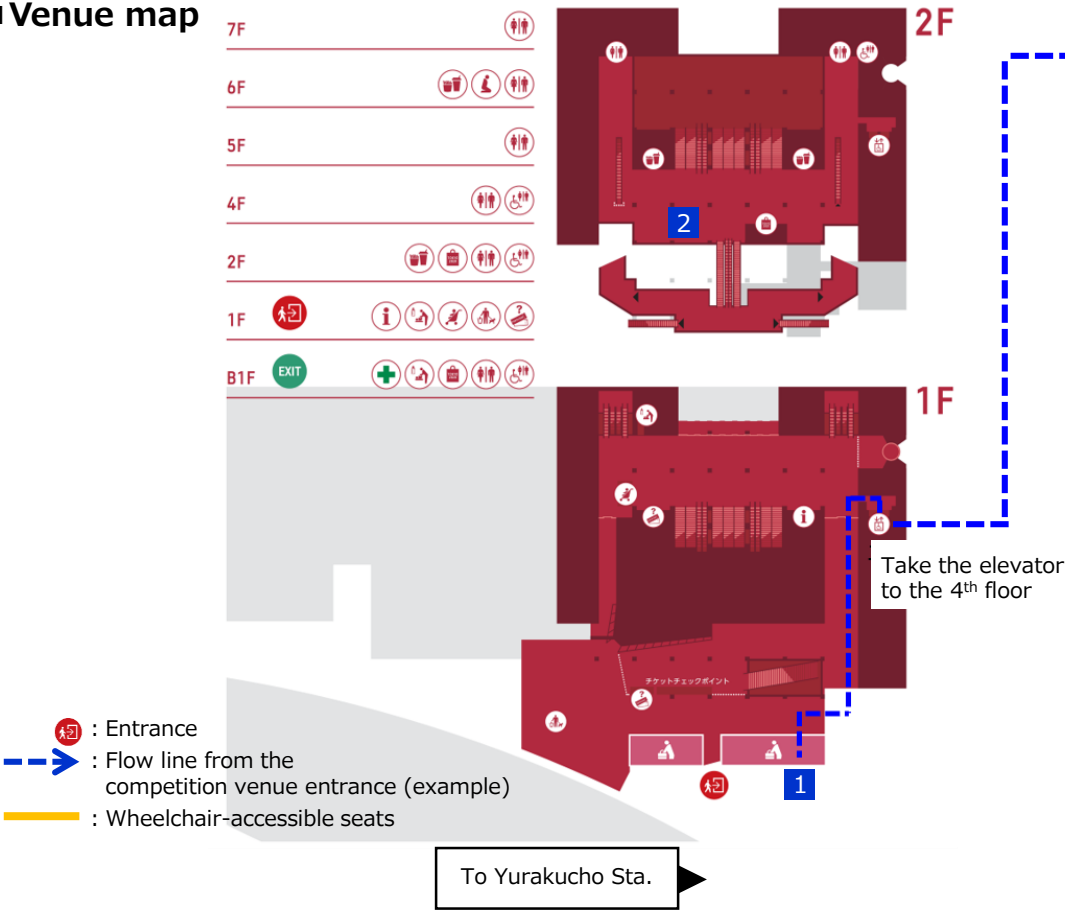 Venue map
7F
6F
5F
4F
2F
1F
B1F EXIT
2F
2
1F
Take the elevator
to the 4th floor
チケットチェックポイント
1
: Entrance
: Flow line from the
competition venue entrance (example)
: Wheelchair-accessible seats
To Yurakucho Sta.